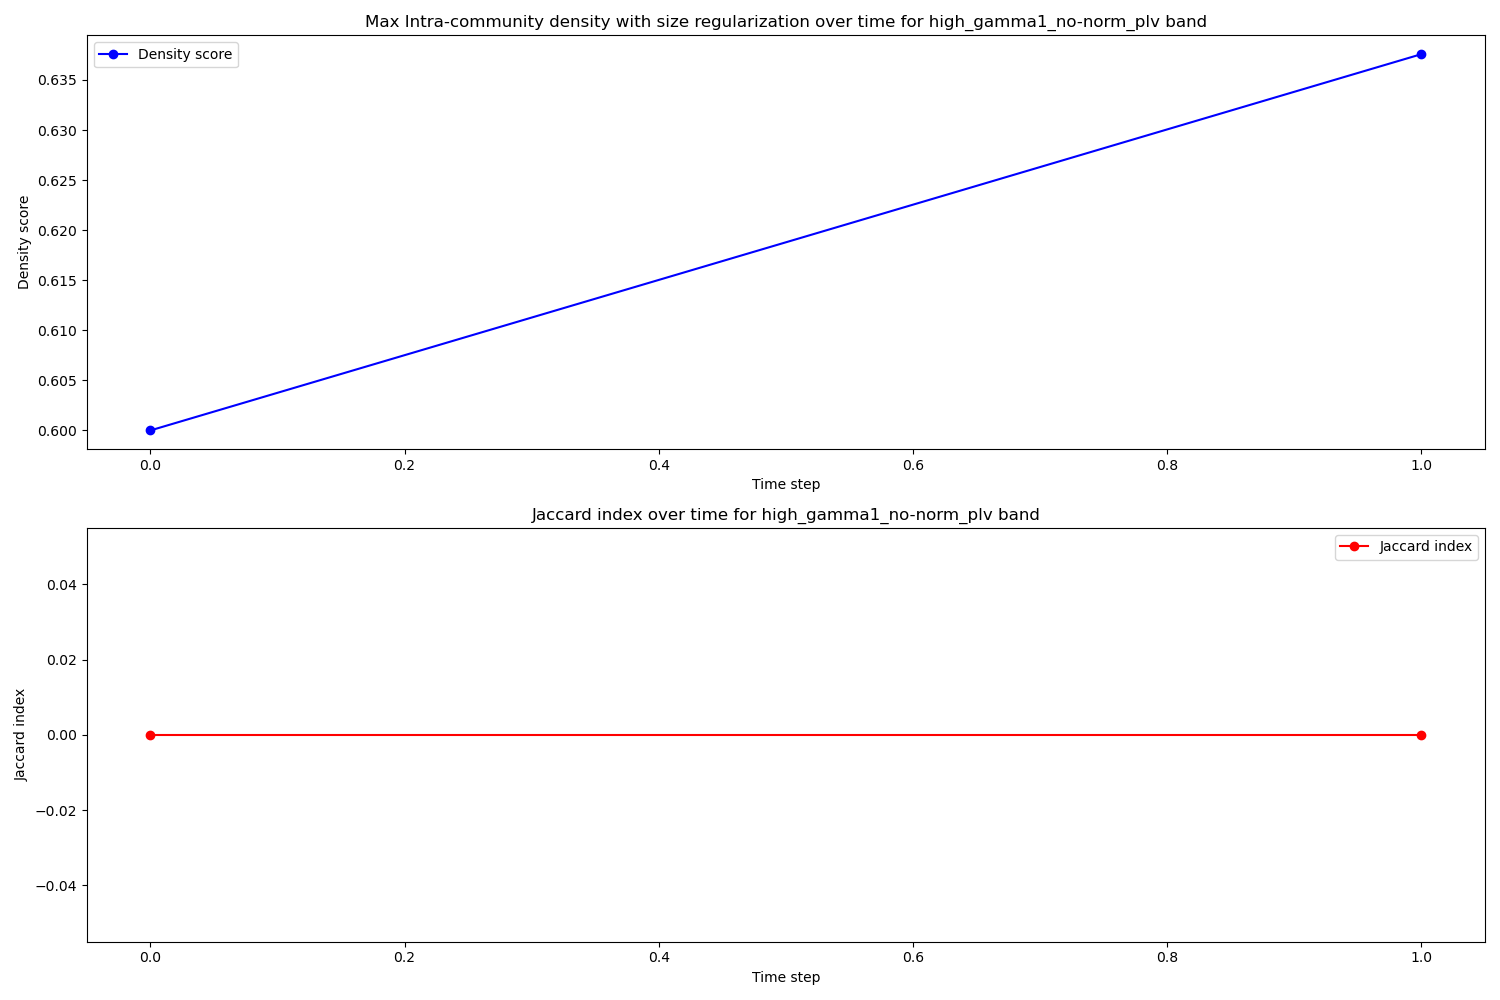 Max Intra-community density with size regularization over time for high_gamma1_no-norm_plv band
Density score
0.635
0.630
0.625
0.620
0.615
0.610
0.605
0.600
Density score
0.0 0.2 0.4 0.6 0.8 1.0
Time step
Jaccard index over time for high_gamma1_no-norm_plv band
Jaccard index
0.04
0.02
0.00
−0.02
−0.04
Jaccard index
0.0 0.2 0.4 0.6 0.8 1.0
Time step